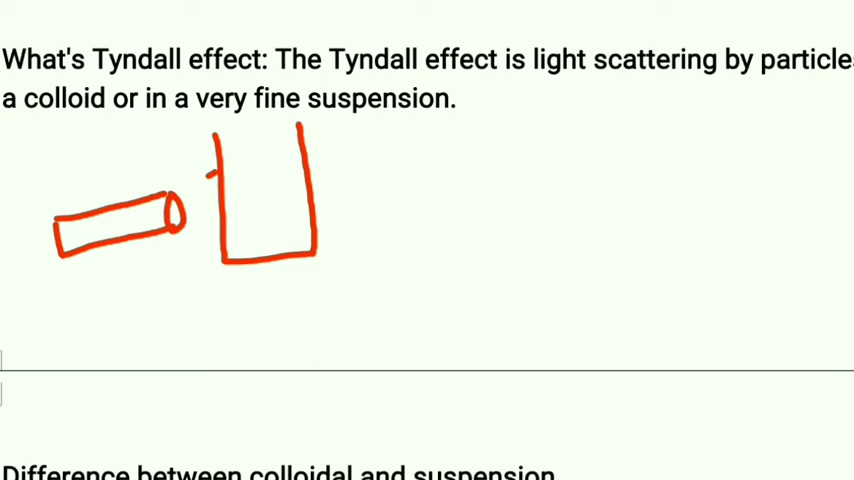 What's Tyndall effect: The Tyndall effect is light scattering by particle
a colloid or in a very fine suspension.
Difference between colloidal and suspension